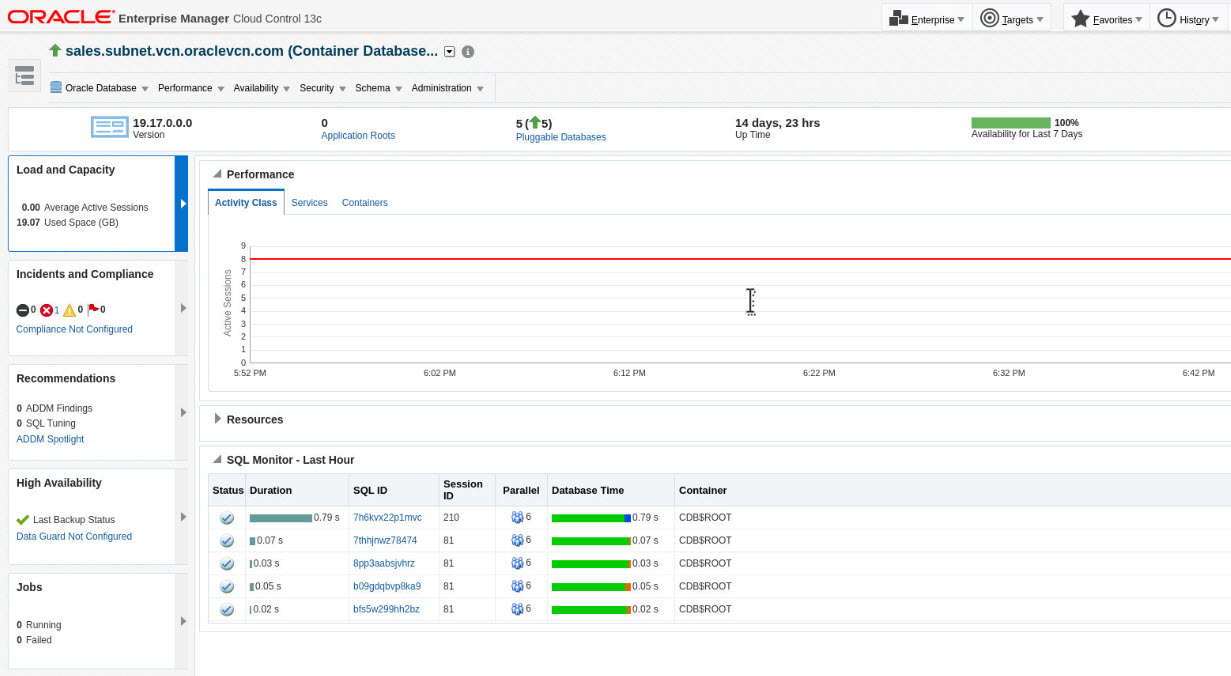 ORACLE Enterprise Manager Cloud Control 13c
Enterprise Targets Favorites History
sales.subnet.vcn.oraclevcn.com (Container Database...
Oracle Database Performance Availability Security Schema Administration
19.17.0.0.0
Version
0
Application Roots
5 (5)
Pluggable Databases
14 days, 23 hrs
Up Time
100%
Availability for Last 7 Days
Load and Capacity
0.00 Average Active Sessions
19.07 Used Space (GB)
Incidents and Compliance
0 1 0 0
Compliance Not Configured
Recommendations
0 ADDM Findings
0 SQL Tuning
ADDM Spotlight
High Availability
Last Backup Status
Data Guard Not Configured
Jobs
0 Running
0 Failed
Performance
Activity Class Services Containers
Active Sessions
9
8
7
6
5
4
3
2
1
0
5:52 PM 6:02 PM 6:12 PM 6:22 PM 6:32 PM 6:42 PM
Resources
SQL Monitor - Last Hour
Status Duration SQL ID Session ID Parallel Database Time Container
0.79 s 7h6kvx22p1mvc 210 6 0.79 s CDB$ROOT
0.07 s 7thhjnwz78474 81 6 0.07 s CDB$ROOT
0.03 s 8pp3aabsjvhrz 81 6 0.03 s CDB$ROOT
0.05 s b09gdqbvp8ka9 81 6 0.05 s CDB$ROOT
0.02 s bfs5w299hh2bz 81 6 0.02 s CDB$ROOT